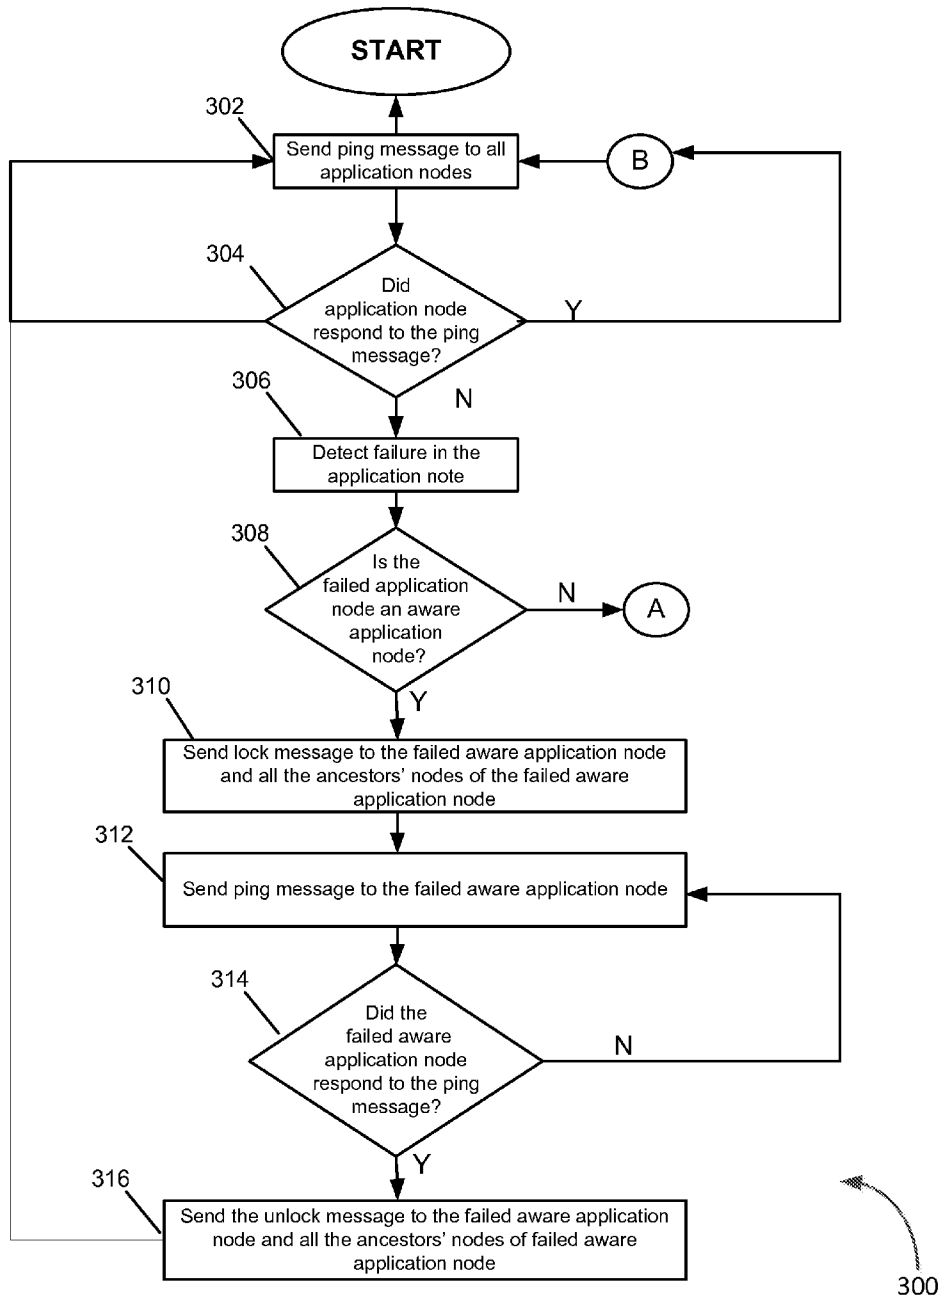 START
302
Send ping message to all
application nodes
B
304
Did
application node
respond to the ping
message?
Y
N
306
Detect failure in the
application note
308
Is the
failed application
node an aware
application
node?
N
A
Y
310
Send lock message to the failed aware application node
and all the ancestors' nodes of the failed aware
application node
312
Send ping message to the failed aware application node
314
Did the
failed aware
application node
respond to the ping
message?
N
Y
316
Send the unlock message to the failed aware application
node and all the ancestors' nodes of failed aware
application node
300